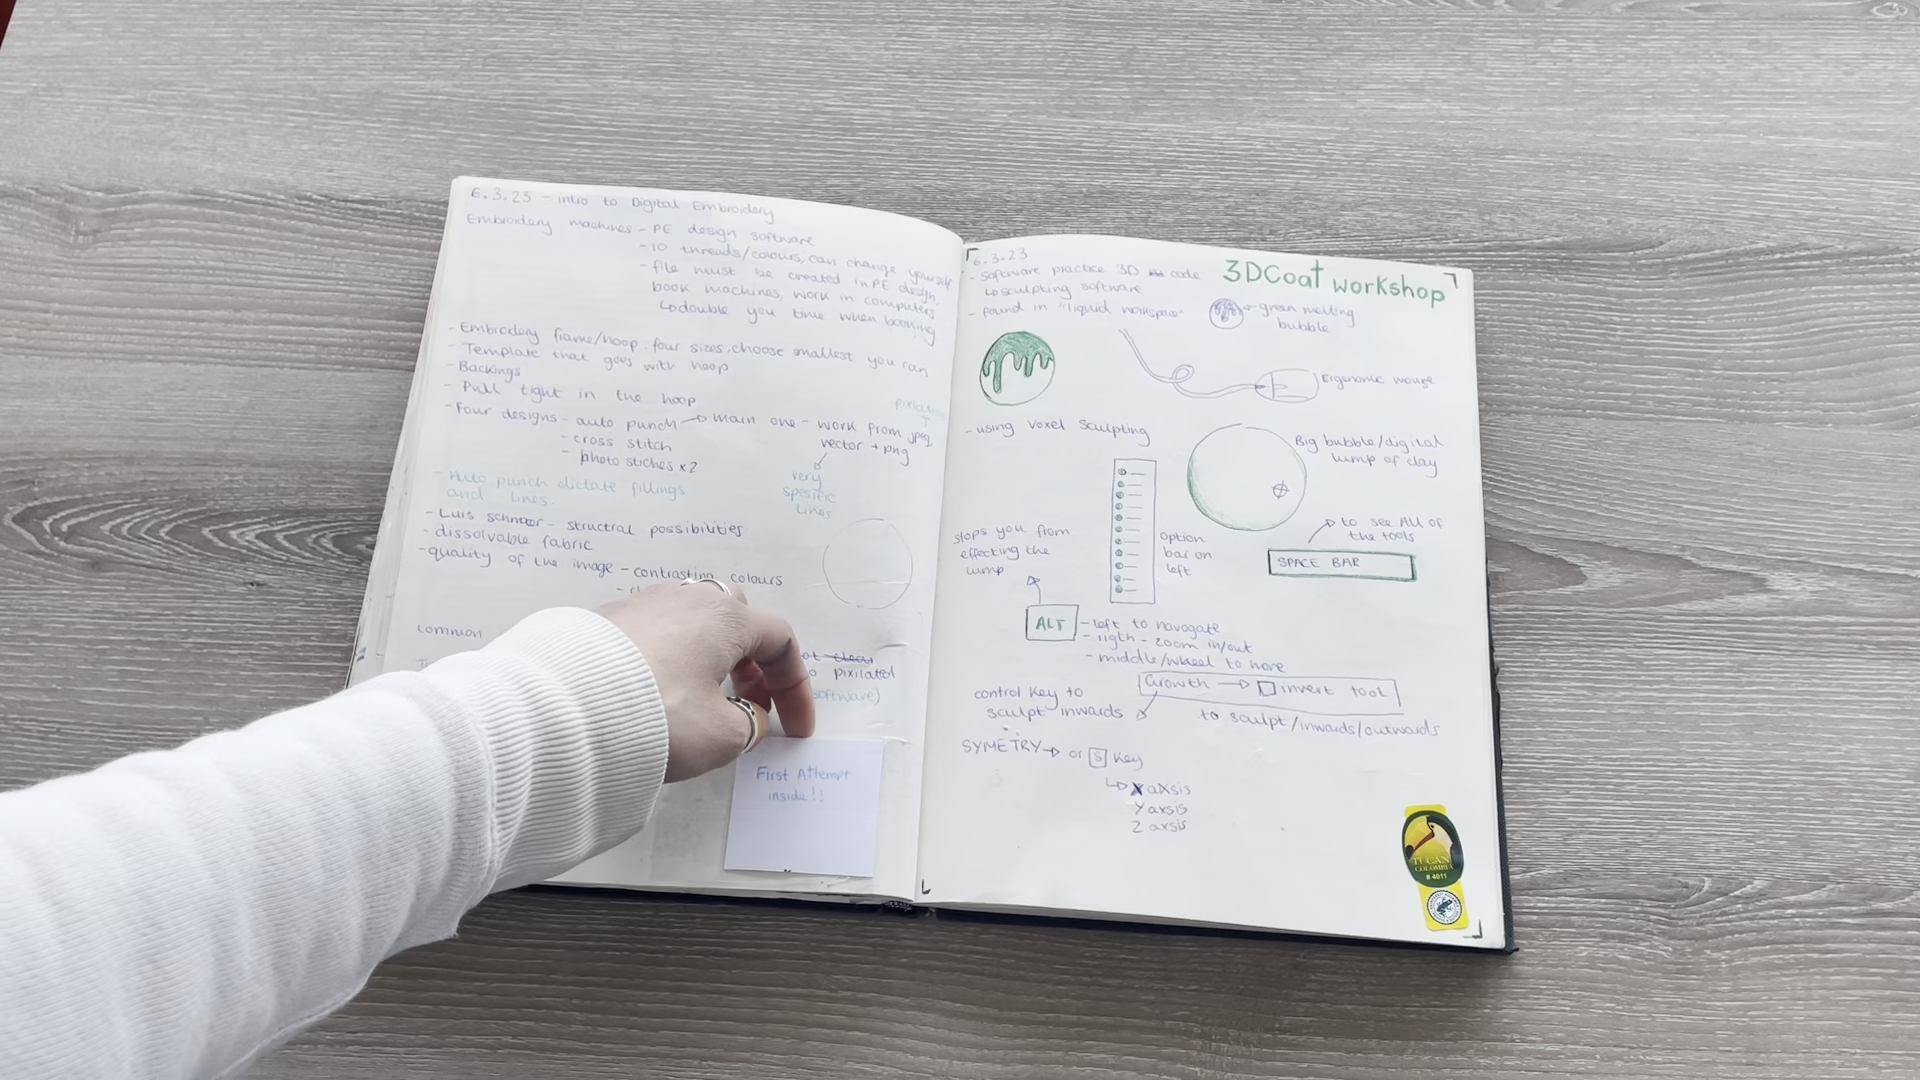 6.3.23 - intro to Digital Embroidery
Embroidery machines - PE design software
- 10 threads/colours, can change yourself
- file must be created in PE design,
book machines, work in computers
↳ double you time when booking
- Embroidery frame/hoop. four sizes, choose smallest you can
- Template that goes with hoop
- Backings
- Pull tight in the hoop
- Four designs - auto punch → main one - work from jpeg,
vector + png
- cross stitch
- photo stiches x2
very
spesific
lines
- Auto punch dictate fillings
and lines.
- Luis - structral possibilities
- dissolvable fabric
- quality of the image - contrasting colours
common
pixilated
software)
First Attempt
inside!!
6.3.23
3DCoat workshop
- Software practice 3D code
↳ sculpting software
- found in "liquid workspace"
green melting
bubble
Ergenomic mouse
- using Voxel Sculpting
Big bubble/digital
lump of clay
stops you from
effecting the
lump
option
bar on
left
to see All of
the tools
SPACE BAR
ALT
- left to navogate
- rigth - zoom in/out
- middle/wheel to move
Growth → invert tool
control key to
sculpt inwards
to sculpt/inwards/outwards
SYMETRY → or S key
↳ X axsis
Y axsis
Z axsis
TUCAN
COLOMBIA
# 4011